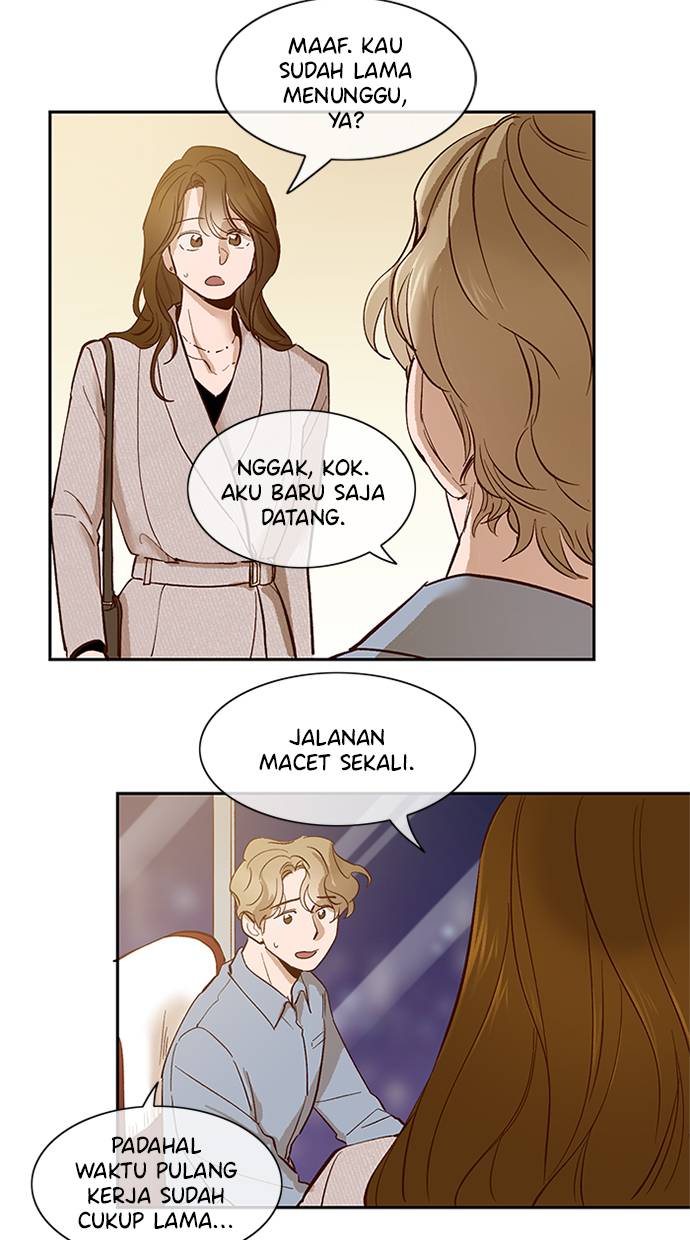 MAAF. KAU
SUDAH LAMA
MENUNGGU,
YA?
NGGAK, KOK.
AKU BARU SAJA
DATANG.
JALANAN
MACET SEKALI.
PADAHAL
WAKTU PULANG
KERJA SUDAH
CUKUP LAMA...